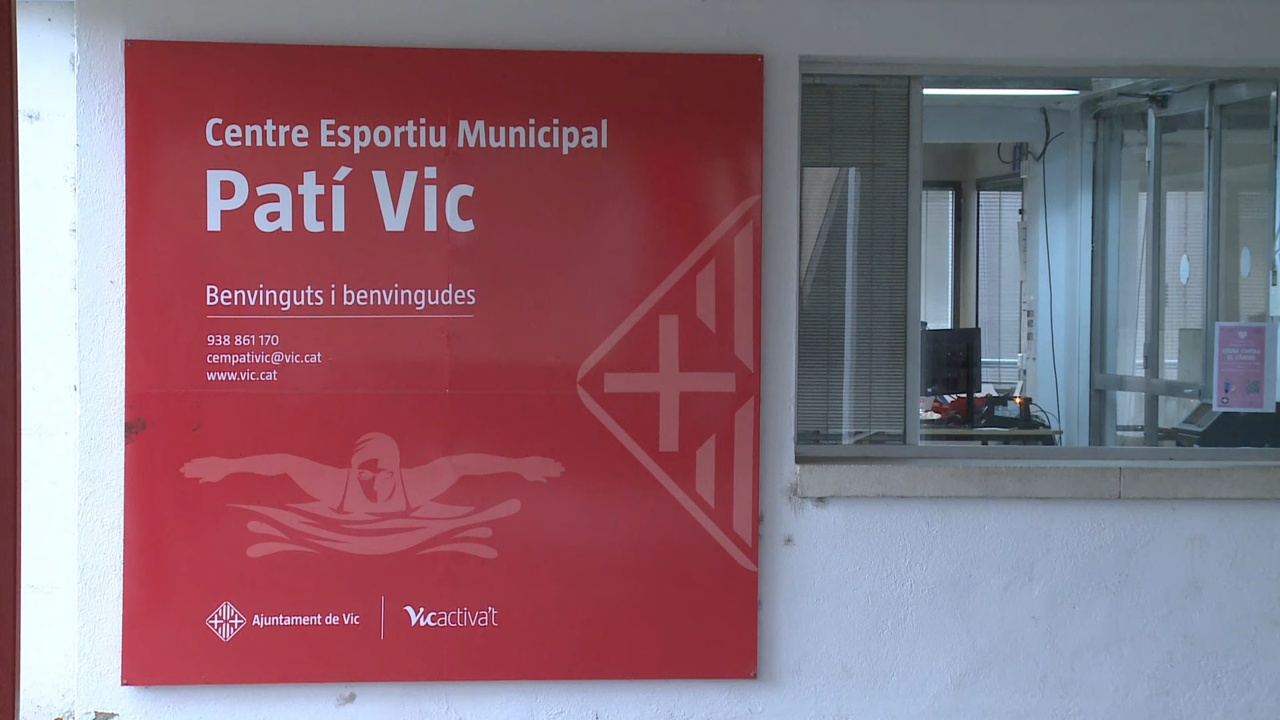 Centre Esportiu Municipal
Patí Vic
Benvinguts i benvingudes
938 861 170
cempativic@vic.cat
www.vic.cat
Ajuntament de Vic
Vicactiva't